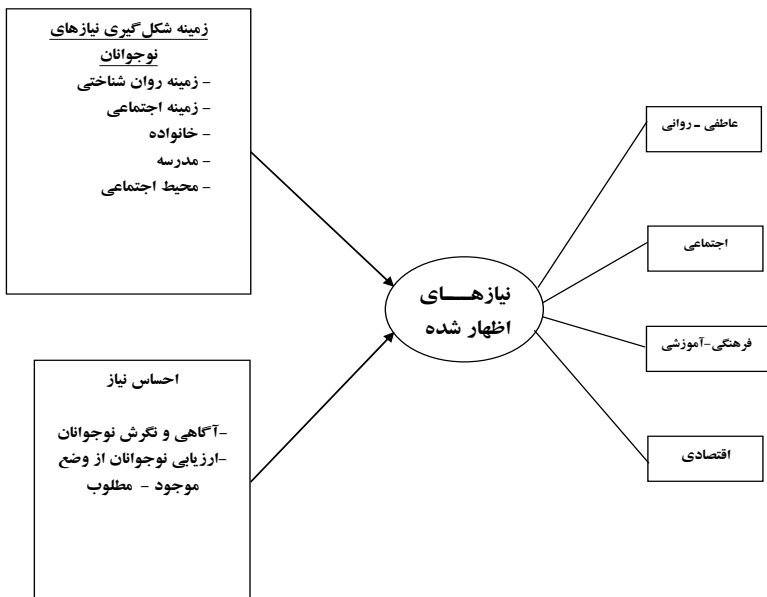 زمینه شکل‌گیری نیازهای
نوجوانان
- زمینه روان شناختی
- زمینه اجتماعی
- خانواده
- مدرسه
- محیط اجتماعی
احساس نیاز
-آگاهی و نگرش نوجوانان
-ارزیابی نوجوانان از وضع
موجود - مطلوب
نیازهــــای
اظهار شده
عاطفی ـ روانی
اجتماعی
فرهنگی-آموزشی
اقتصادی